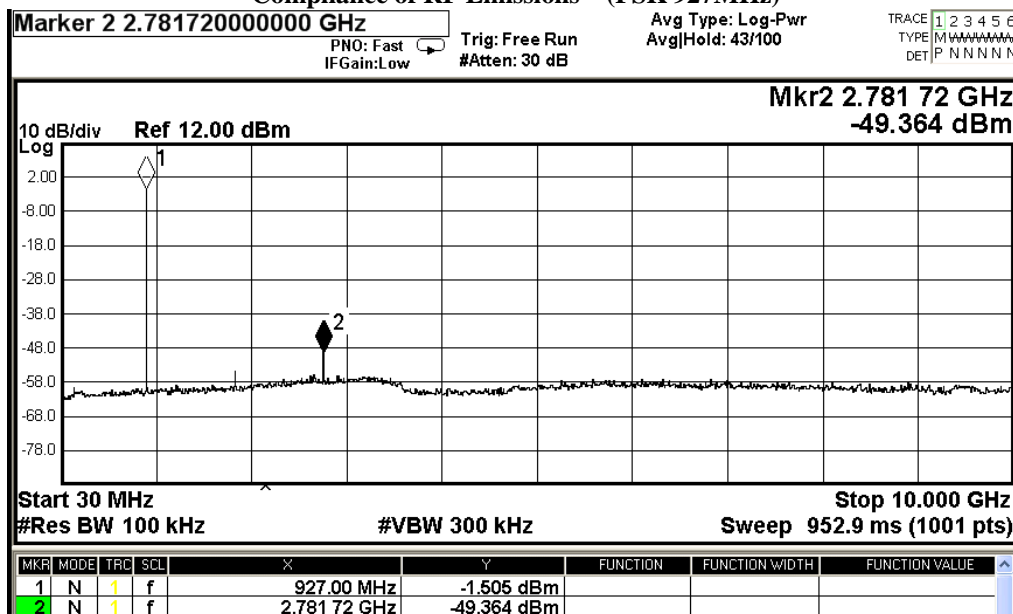 Compliance of RF Emissions – (FSK 927MHz)
Marker 2 2.781720000000 GHz
PNO: Fast
IFGain:Low
Trig: Free Run
#Atten: 30 dB
Avg Type: Log-Pwr
Avg|Hold: 43/100
TRACE 1 2 3 4 5 6
TYPE M
DET P N N N N N
Mkr2 2.781 72 GHz
-49.364 dBm
10 dB/div Ref 12.00 dBm
Log
1
2.00
-8.00
-18.0
-28.0
-38.0
2
-48.0
-58.0
-68.0
-78.0
Start 30 MHz Stop 10.000 GHz
#Res BW 100 kHz #VBW 300 kHz Sweep 952.9 ms (1001 pts)
MKR MODE TRC SCL X Y FUNCTION FUNCTION WIDTH FUNCTION VALUE
1 N 1 f 927.00 MHz -1.505 dBm
2 N 1 f 2.781 72 GHz -49.364 dBm